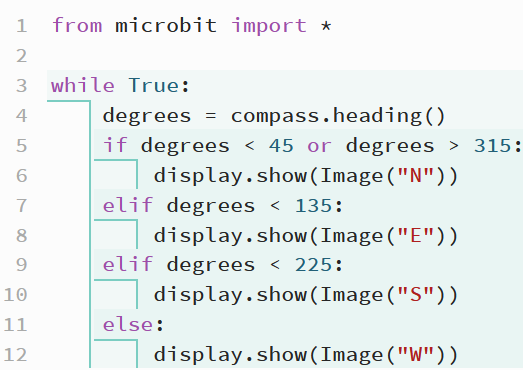 1 from microbit import *
2
3 while True:
4 degrees = compass.heading()
5 if degrees < 45 or degrees > 315:
6 display.show(Image("N"))
7 elif degrees < 135:
8 display.show(Image("E"))
9 elif degrees < 225:
10 display.show(Image("S"))
11 else:
12 display.show(Image("W"))